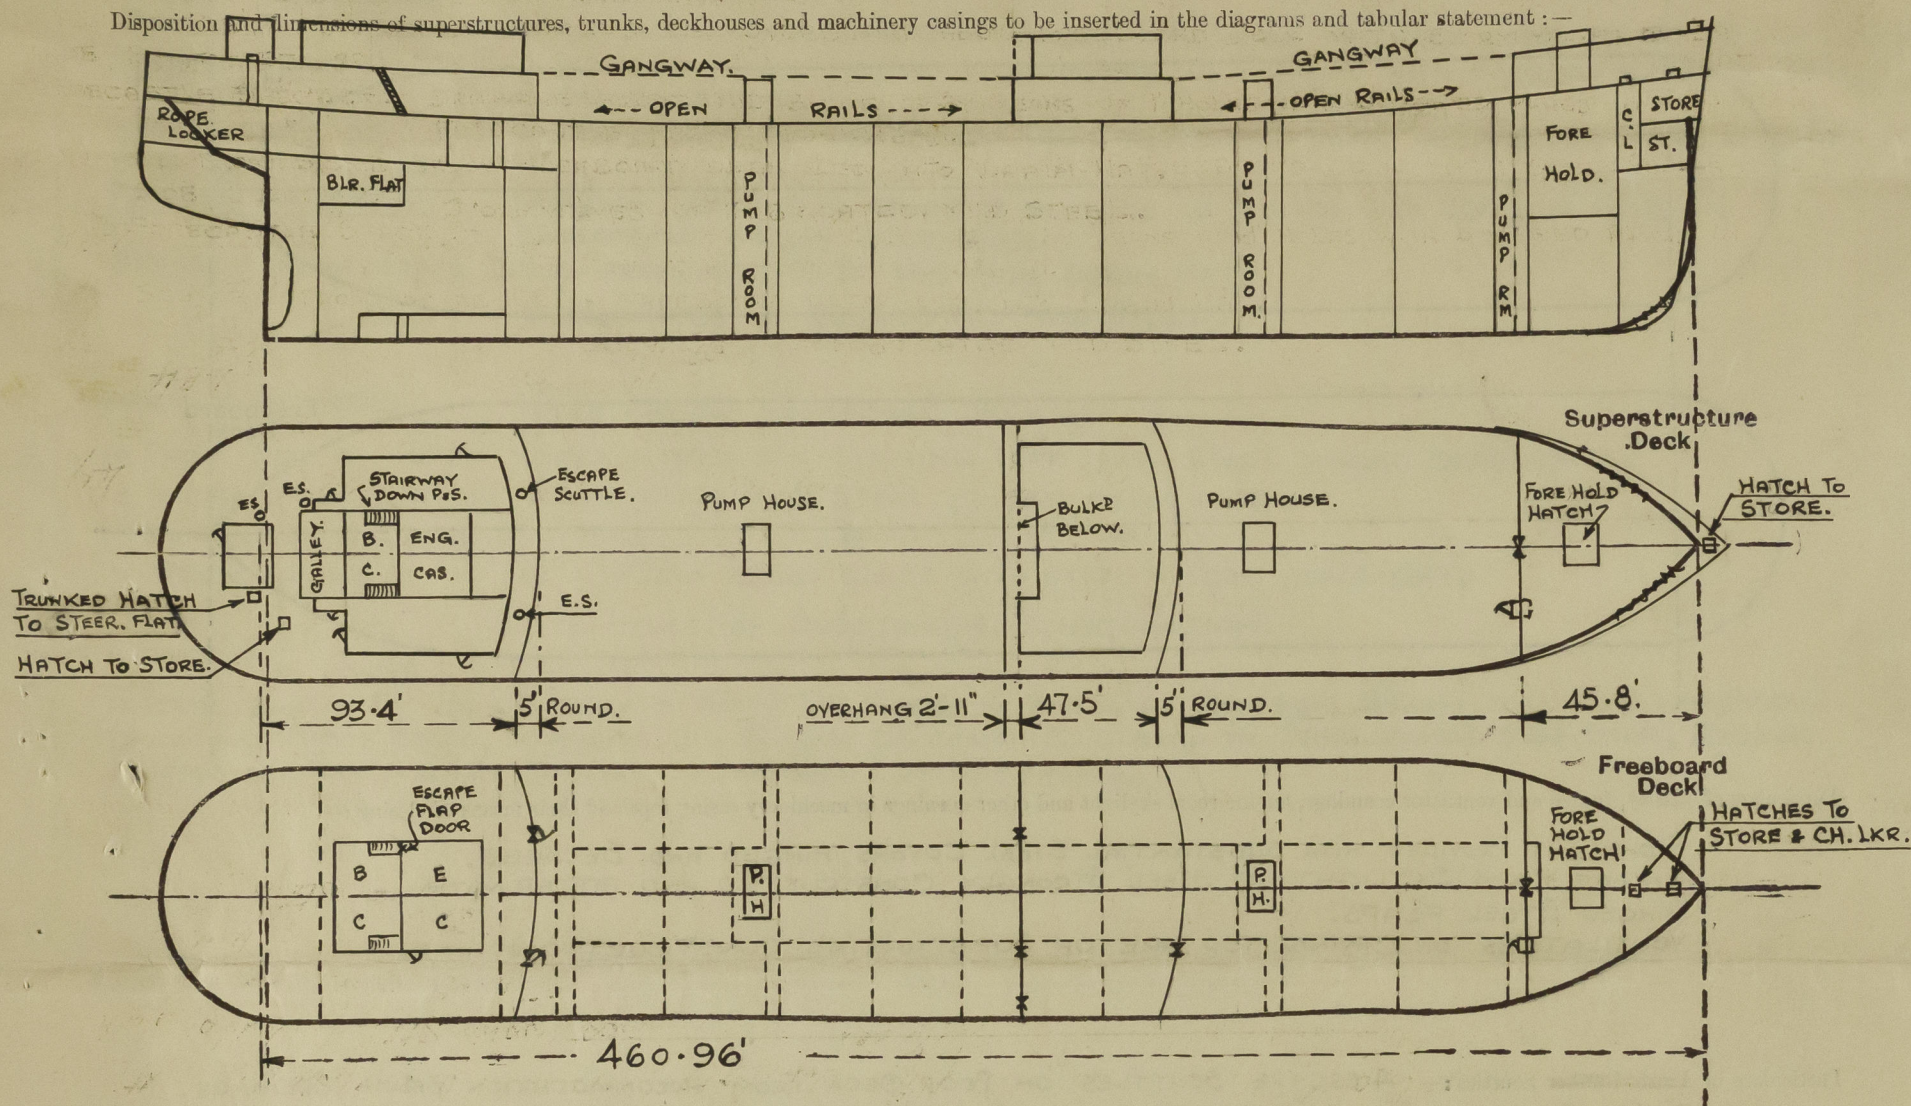 Disposition and dimensions of superstructures, trunks, deckhouses and machinery casings to be inserted in the diagrams and tabular statement :—
GANGWAY.
GANGWAY
OPEN RAILS
OPEN RAILS
ROPE
LOCKER
BLR. FLAT
PUMP ROOM
PUMP ROOM.
PUMP RM
FORE
HOLD.
C.
L
STORE
ST.
Superstructure
Deck
STAIRWAY
DOWN P&S.
ES.
ES
ESCAPE
SCUTTLE.
PUMP HOUSE.
BULKD
BELOW.
PUMP HOUSE.
FORE HOLD
HATCH
HATCH TO
STORE.
GALLEY.
B.
C.
ENG.
CAS.
E.S.
TRUNKED HATCH
TO STEER. FLAT.
HATCH TO STORE.
93.4'
5' ROUND.
OVERHANG 2'-11"
47.5'
5' ROUND.
45.8'.
Freeboard
Deck
ESCAPE
FLAP
DOOR
B
C
E
C
P.
H
P.
H.
FORE
HOLD
HATCH
HATCHES TO
STORE & CH. LKR.
460.96'